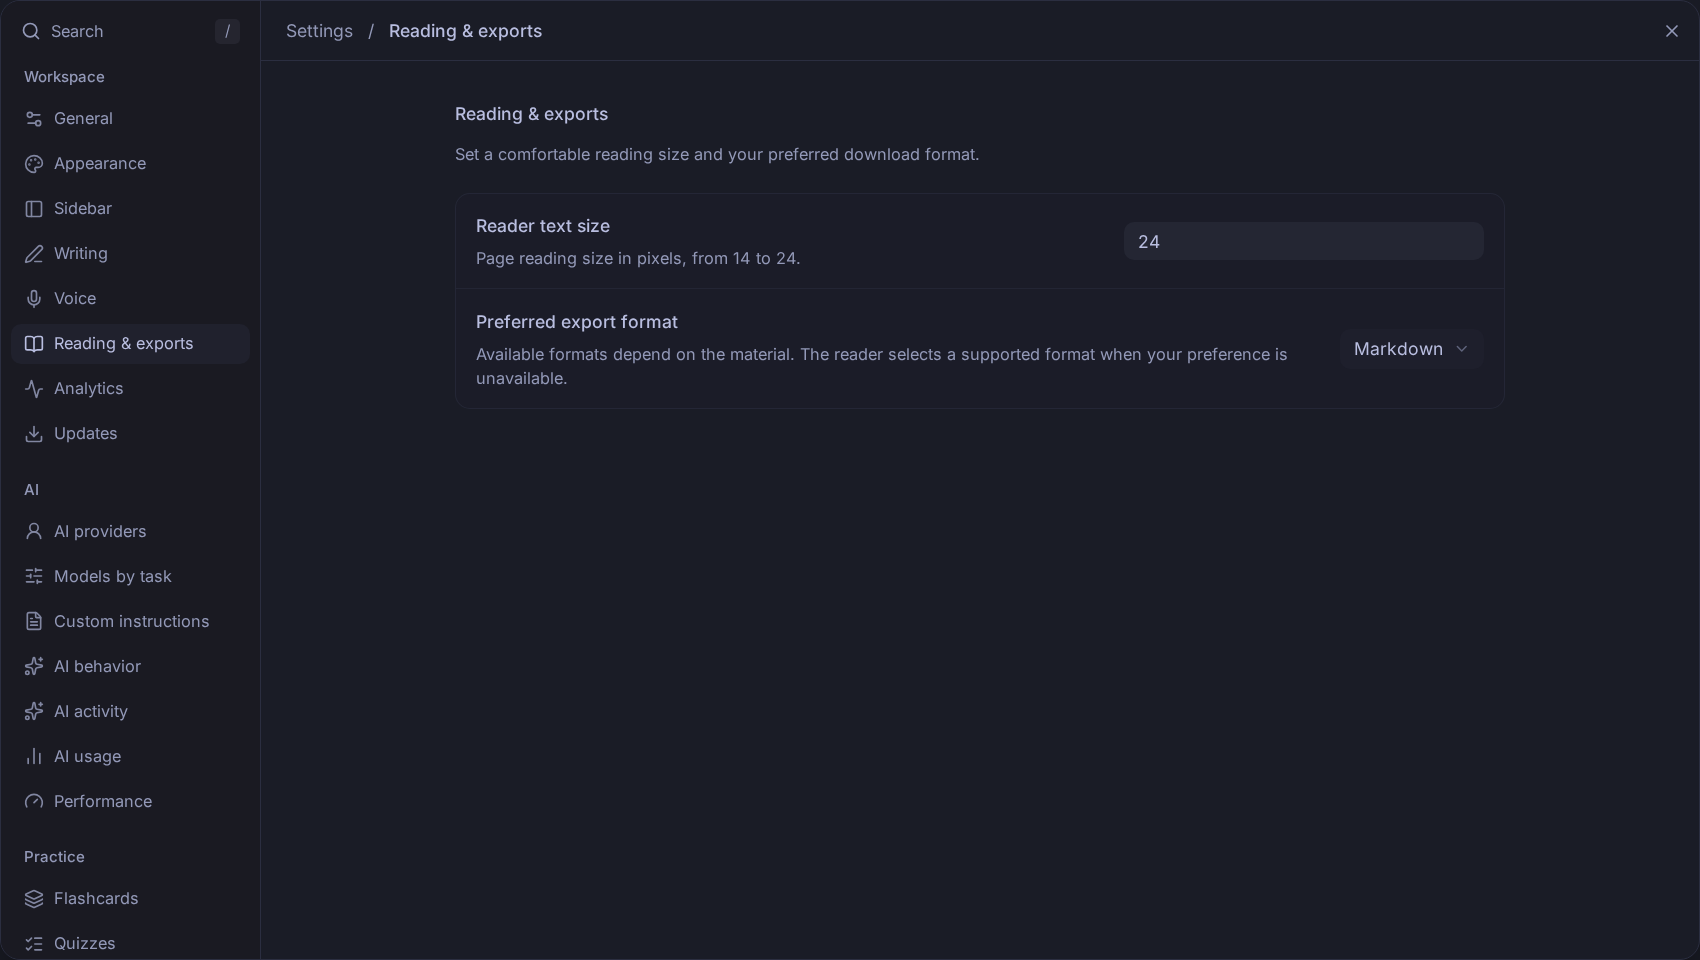 Search /
Workspace
General
Appearance
Sidebar
Writing
Voice
Reading & exports
Analytics
Updates
AI
AI providers
Models by task
Custom instructions
AI behavior
AI activity
AI usage
Performance
Practice
Flashcards
Quizzes
Settings / Reading & exports
Reading & exports
Set a comfortable reading size and your preferred download format.
Reader text size
Page reading size in pixels, from 14 to 24.
24
Preferred export format
Available formats depend on the material. The reader selects a supported format when your preference is
unavailable.
Markdown